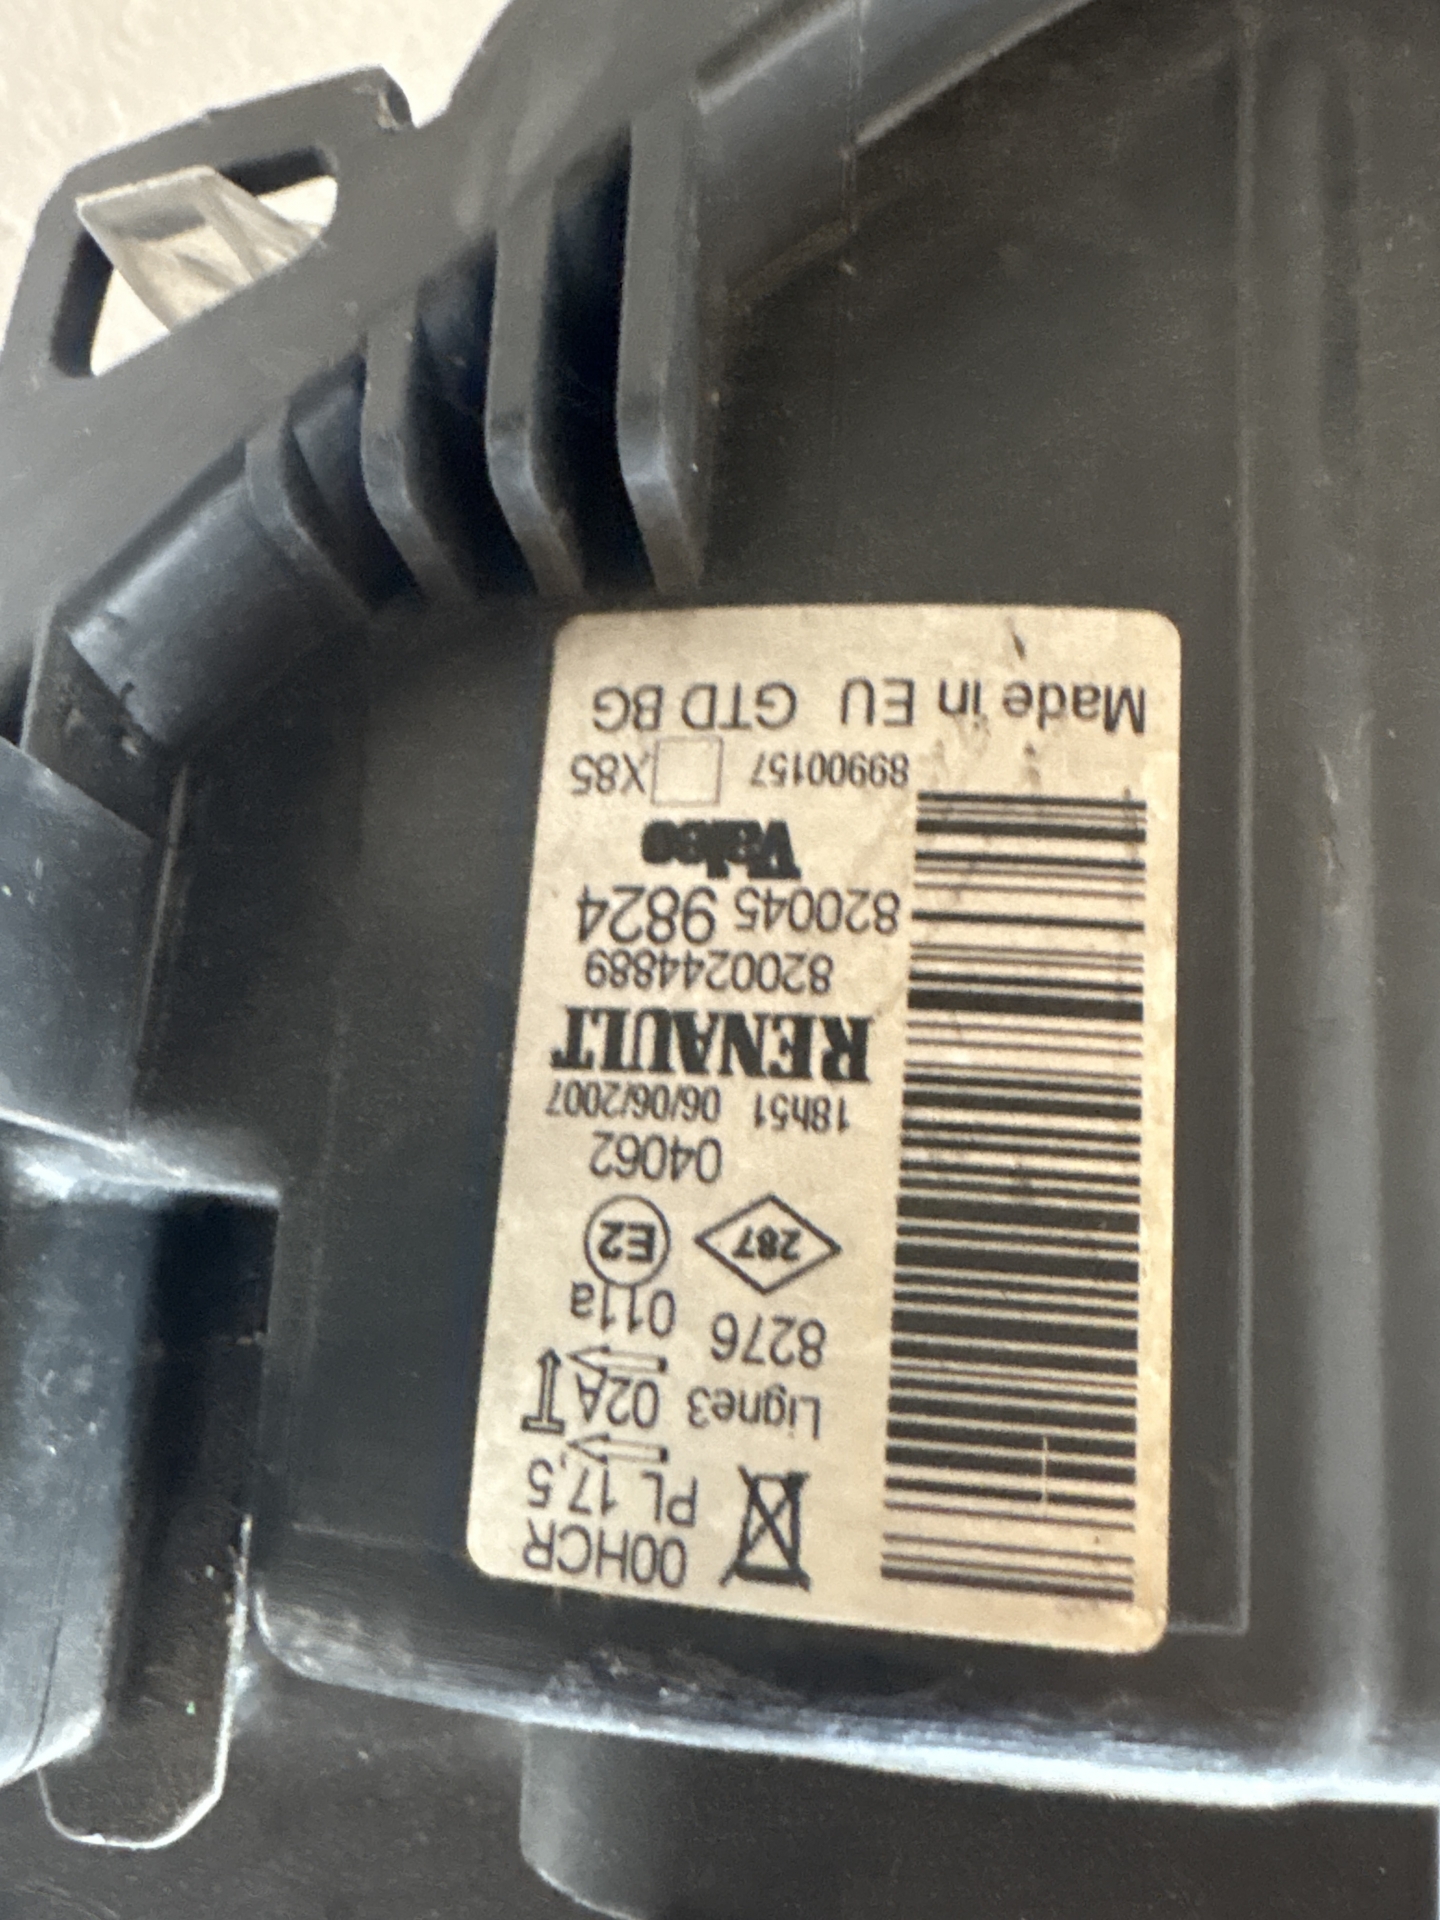 Made in EU GTD BG
89900157 X85
Valeo
820045 9824
8200244889
RENAULT
18h51 06/06/2007
04062
287 E2
8276 011a
Ligne3 02A
PL 17,5
00HCR